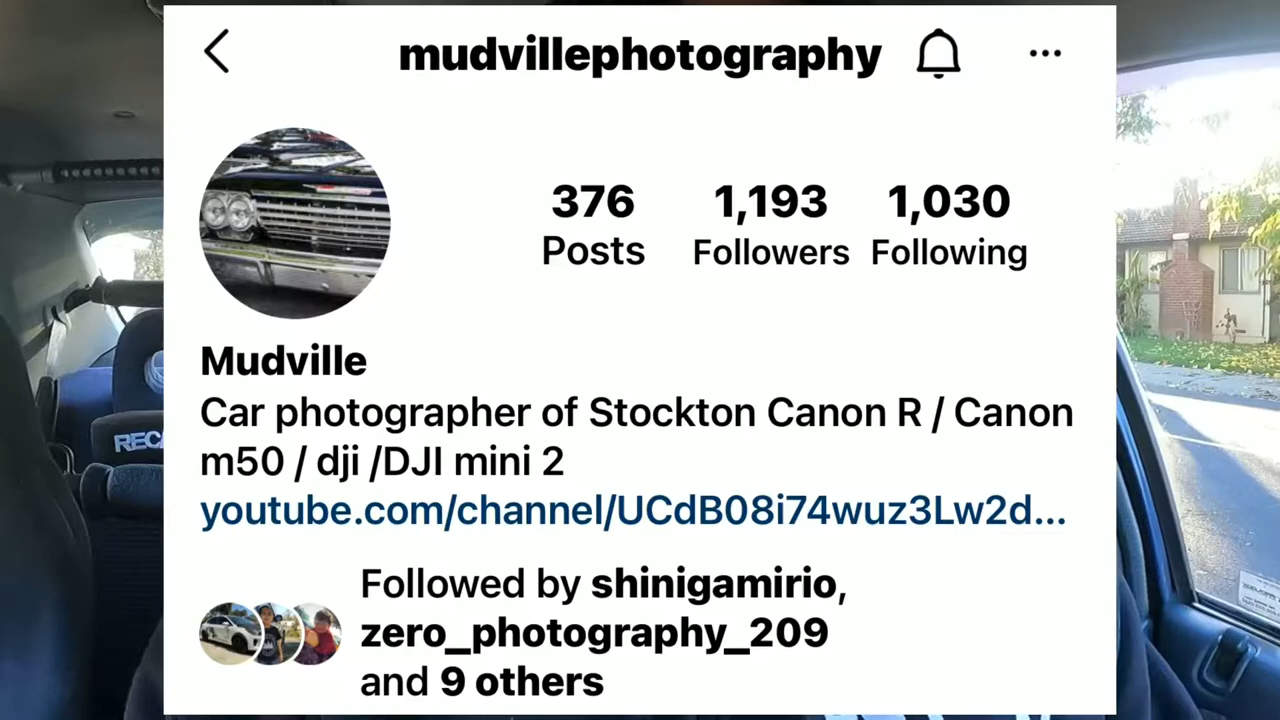 mudvillephotography
376
1,193
1,030
Posts
Followers
Following
Mudville
Car photographer of Stockton Canon R / Canon
m50 / dji /DJI mini 2
youtube.com/channel/UCdB08i74wuz3Lw2d...
Followed by shinigamirio,
zero_photography_209
and 9 others
RECA